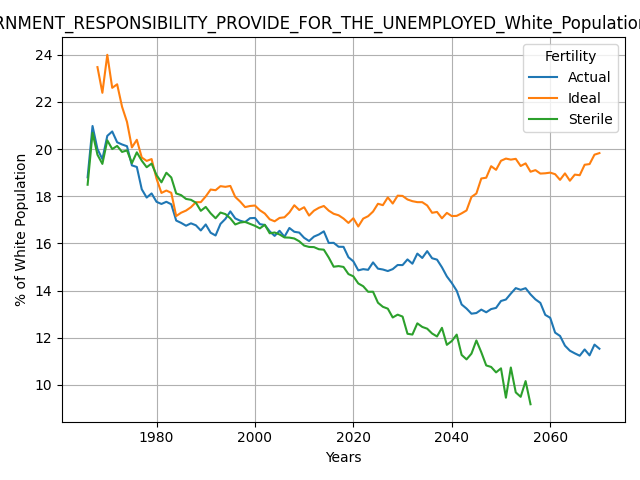 RNMENT_RESPONSIBILITY_PROVIDE_FOR_THE_UNEMPLOYED_White_Population
Fertility
Actual
Ideal
Sterile
24
22
20
18
16
14
12
10
% of White Population
1980
2000
2020
2040
2060
Years